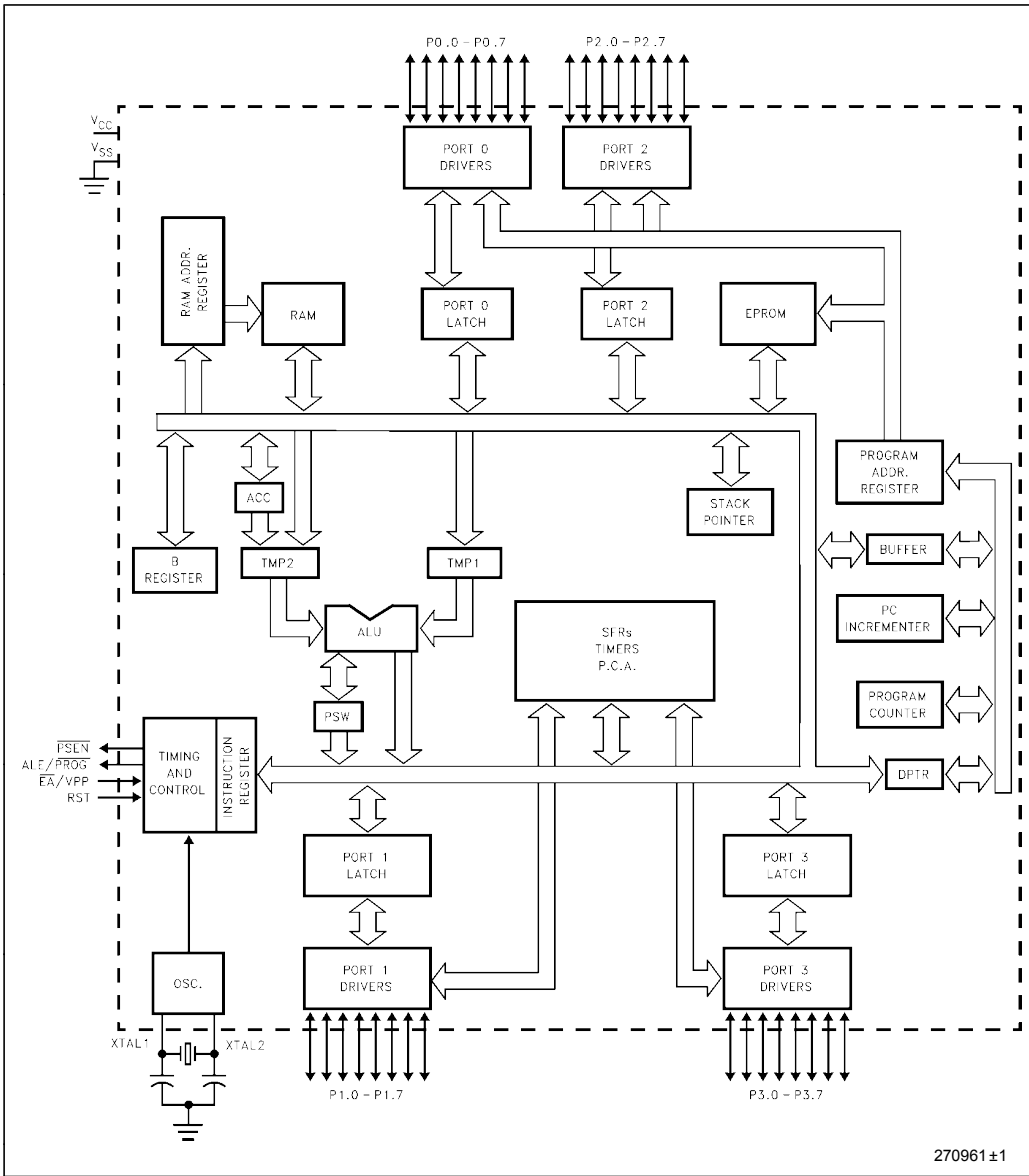 P0.0 – P0.7
P2.0 – P2.7
VCC
VSS
PORT 0
DRIVERS
PORT 2
DRIVERS
RAM ADDR.
REGISTER
RAM
PORT 0
LATCH
PORT 2
LATCH
EPROM
PROGRAM
ADDR.
REGISTER
ACC
STACK
POINTER
B
REGISTER
TMP2
TMP1
BUFFER
ALU
SFRs
TIMERS
P.C.A.
PC
INCREMENTER
PSW
PROGRAM
COUNTER
PSEN
ALE/PROG
EA/VPP
RST
TIMING
AND
CONTROL
INSTRUCTION
REGISTER
DPTR
PORT 1
LATCH
PORT 3
LATCH
OSC.
PORT 1
DRIVERS
PORT 3
DRIVERS
XTAL1
XTAL2
P1.0 – P1.7
P3.0 – P3.7
270961±1